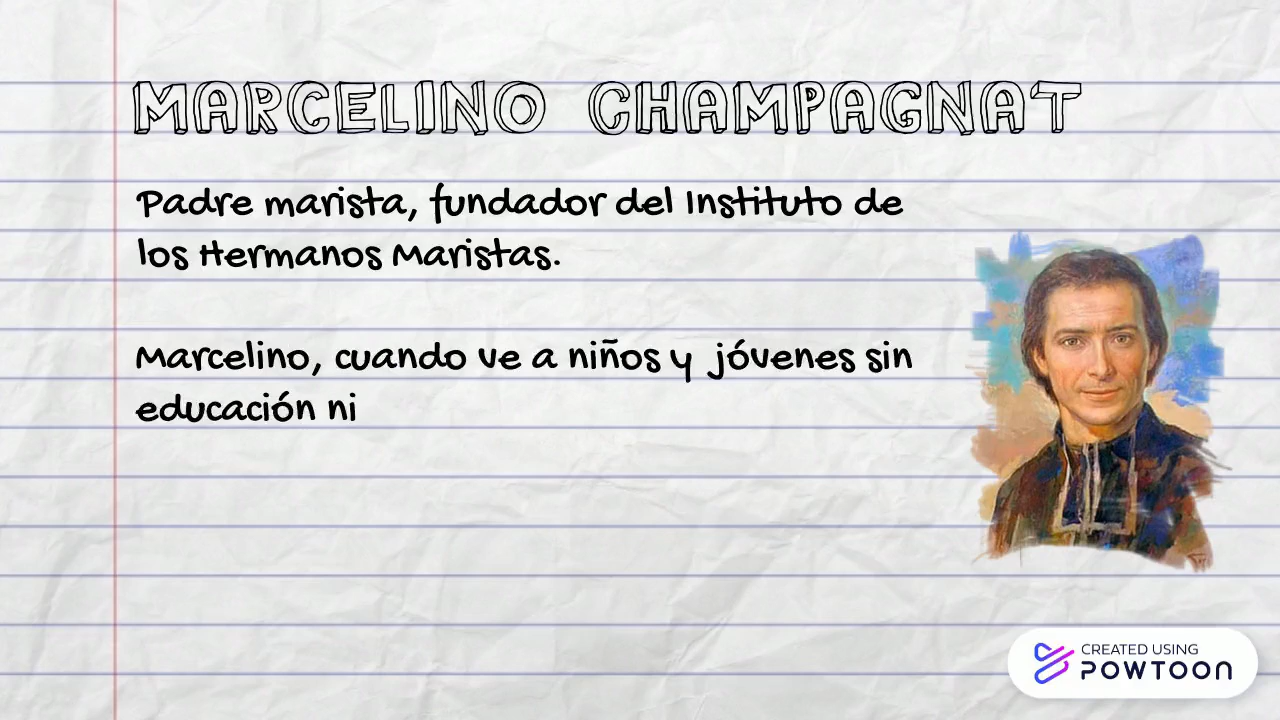 MARCELINO CHAMPAGNAT
Padre marista, fundador del Instituto de
los Hermanos Maristas.
Marcelino, cuando ve a niños y jóvenes sin
educación ni
CREATED USING
POWTOON